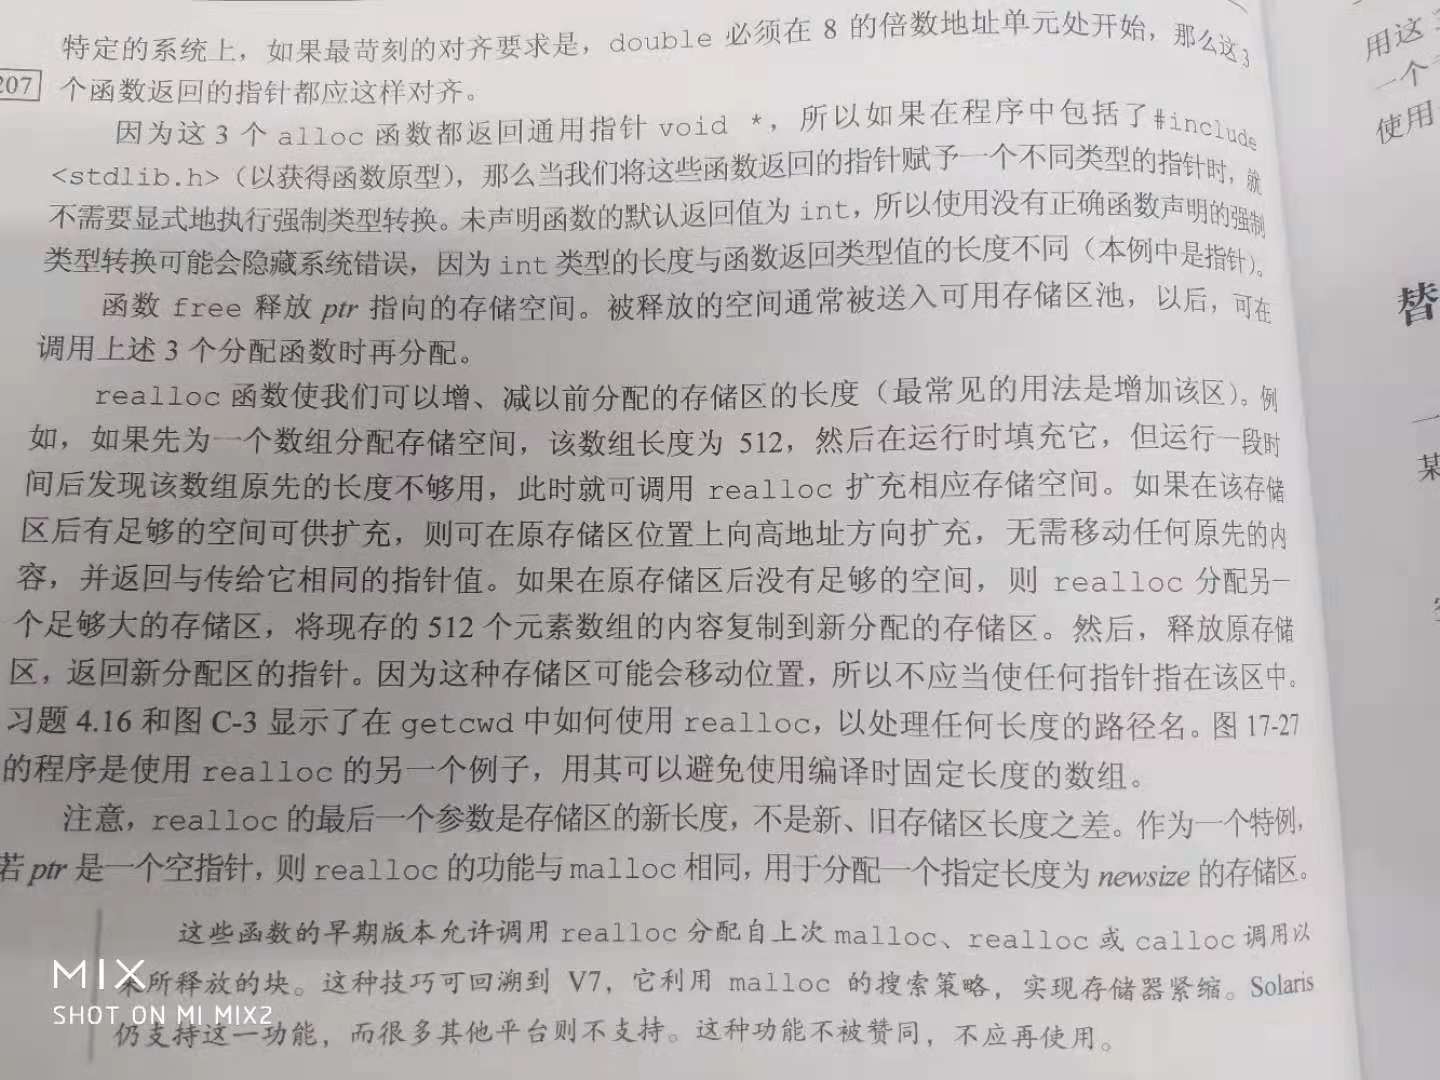 特定的系统上，如果最苛刻的对齐要求是，double 必须在 8 的倍数地址单元处开始，那么这3
207
个函数返回的指针都应这样对齐。
因为这 3 个 alloc 函数都返回通用指针 void *，所以如果在程序中包括了#include
<stdlib.h>（以获得函数原型），那么当我们将这些函数返回的指针赋予一个不同类型的指针时，就
不需要显式地执行强制类型转换。未声明函数的默认返回值为 int，所以使用没有正确函数声明的强制
类型转换可能会隐藏系统错误，因为 int 类型的长度与函数返回类型值的长度不同（本例中是指针）。
函数 free 释放 ptr 指向的存储空间。被释放的空间通常被送入可用存储区池，以后，可在
调用上述 3 个分配函数时再分配。
realloc 函数使我们可以增、减以前分配的存储区的长度（最常见的用法是增加该区）。例
如，如果先为一个数组分配存储空间，该数组长度为 512，然后在运行时填充它，但运行一段时
间后发现该数组原先的长度不够用，此时就可调用 realloc 扩充相应存储空间。如果在该存储
区后有足够的空间可供扩充，则可在原存储区位置上向高地址方向扩充，无需移动任何原先的内
容，并返回与传给它相同的指针值。如果在原存储区后没有足够的空间，则 realloc 分配另一
个足够大的存储区，将现存的 512 个元素数组的内容复制到新分配的存储区。然后，释放原存储
区，返回新分配区的指针。因为这种存储区可能会移动位置，所以不应当使任何指针指在该区中。
习题 4.16 和图 C-3 显示了在 getcwd 中如何使用 realloc，以处理任何长度的路径名。图 17-27
的程序是使用 realloc 的另一个例子，用其可以避免使用编译时固定长度的数组。
注意，realloc 的最后一个参数是存储区的新长度，不是新、旧存储区长度之差。作为一个特例，
若 ptr 是一个空指针，则 realloc 的功能与 malloc 相同，用于分配一个指定长度为 newsize 的存储区。
这些函数的早期版本允许调用 realloc 分配自上次 malloc、realloc 或 calloc 调用以
来所释放的块。这种技巧可回溯到 V7，它利用 malloc 的搜索策略，实现存储器紧缩。Solaris
仍支持这一功能，而很多其他平台则不支持。这种功能不被赞同，不应再使用。
MIX
SHOT ON MI MIX2
用这
一个
使用
替
一
某